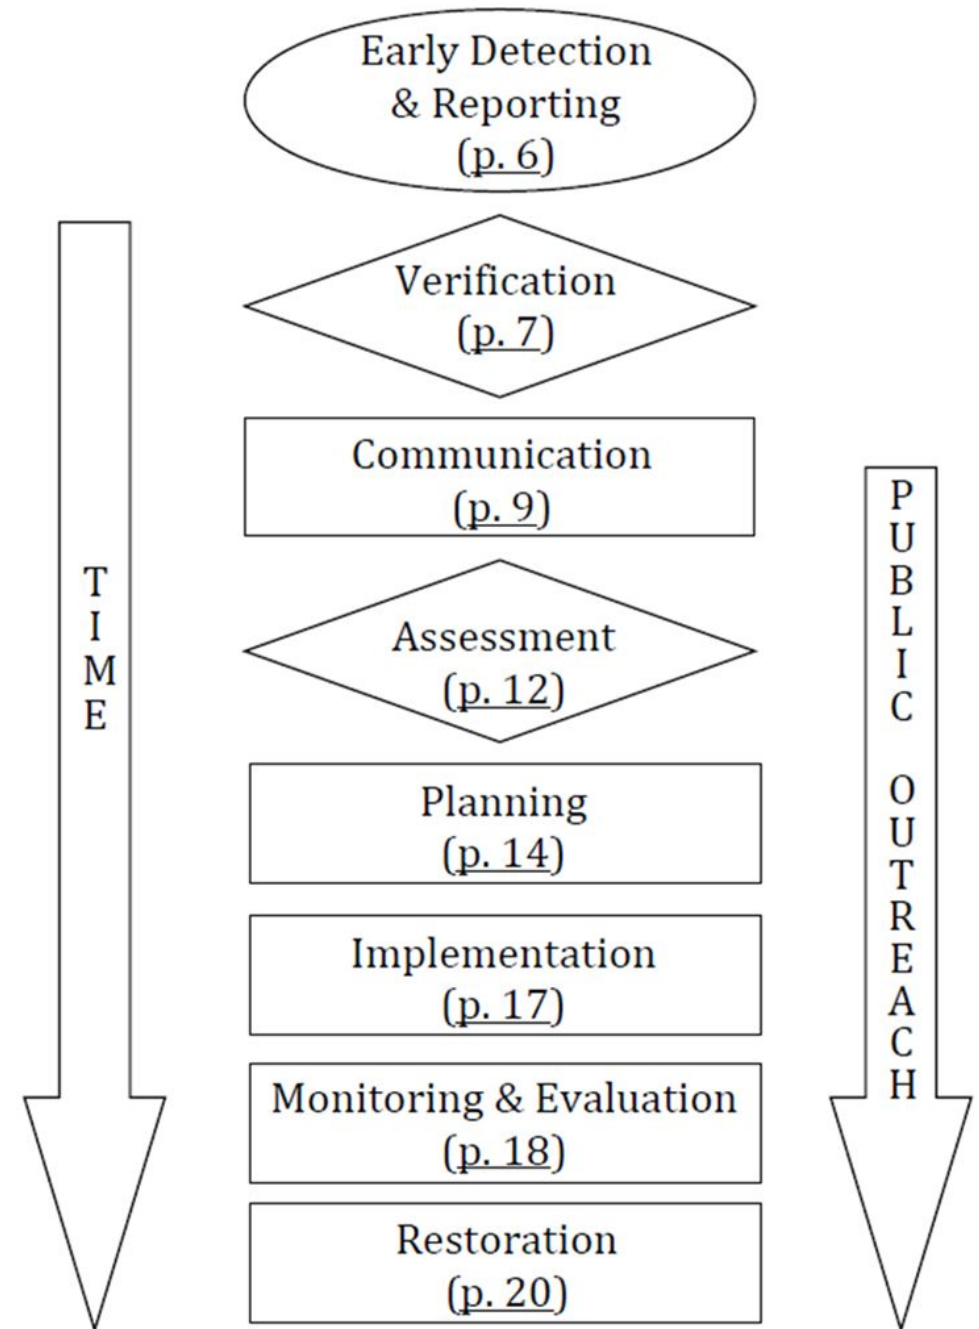 Early Detection
& Reporting
(p. 6)
Verification
(p. 7)
Communication
(p. 9)
Assessment
(p. 12)
Planning
(p. 14)
Implementation
(p. 17)
Monitoring & Evaluation
(p. 18)
Restoration
(p. 20)
TIME
PUBLIC OUTREACH